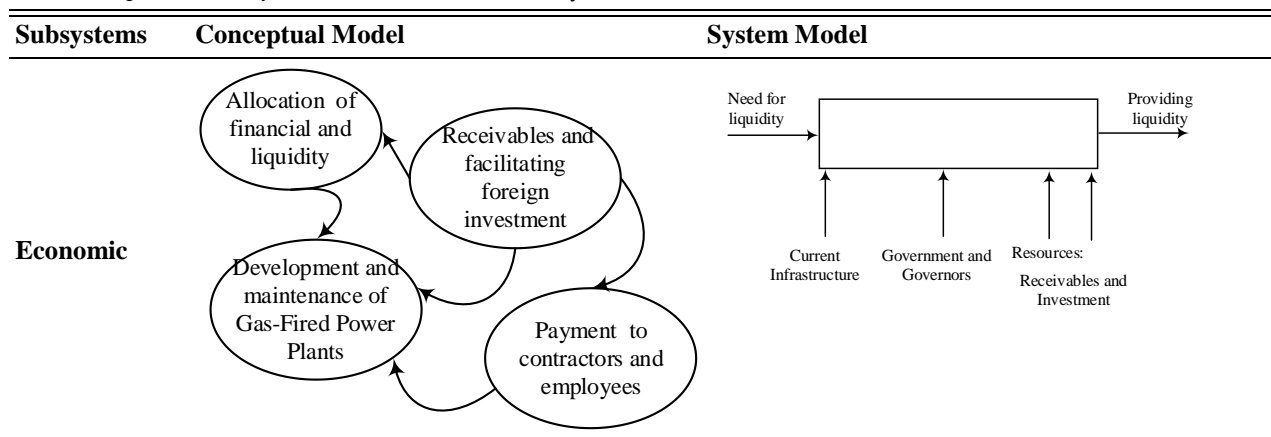 Subsystems Conceptual Model System Model
Economic
Allocation of
financial and
liquidity
Receivables and
facilitating
foreign
investment
Development and
maintenance of
Gas-Fired Power
Plants
Payment to
contractors and
employees
Need for
liquidity
Providing
liquidity
Current
Infrastructure
Government and
Governors
Resources:
Receivables and
Investment